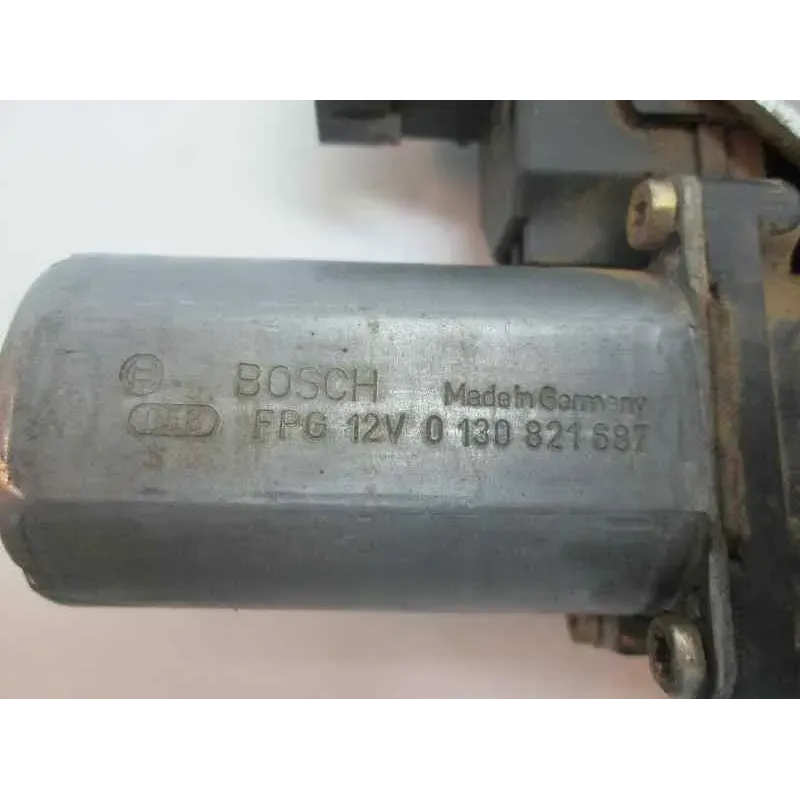 BOSCH Made in Germany
FPG 12V 0 130 821 687